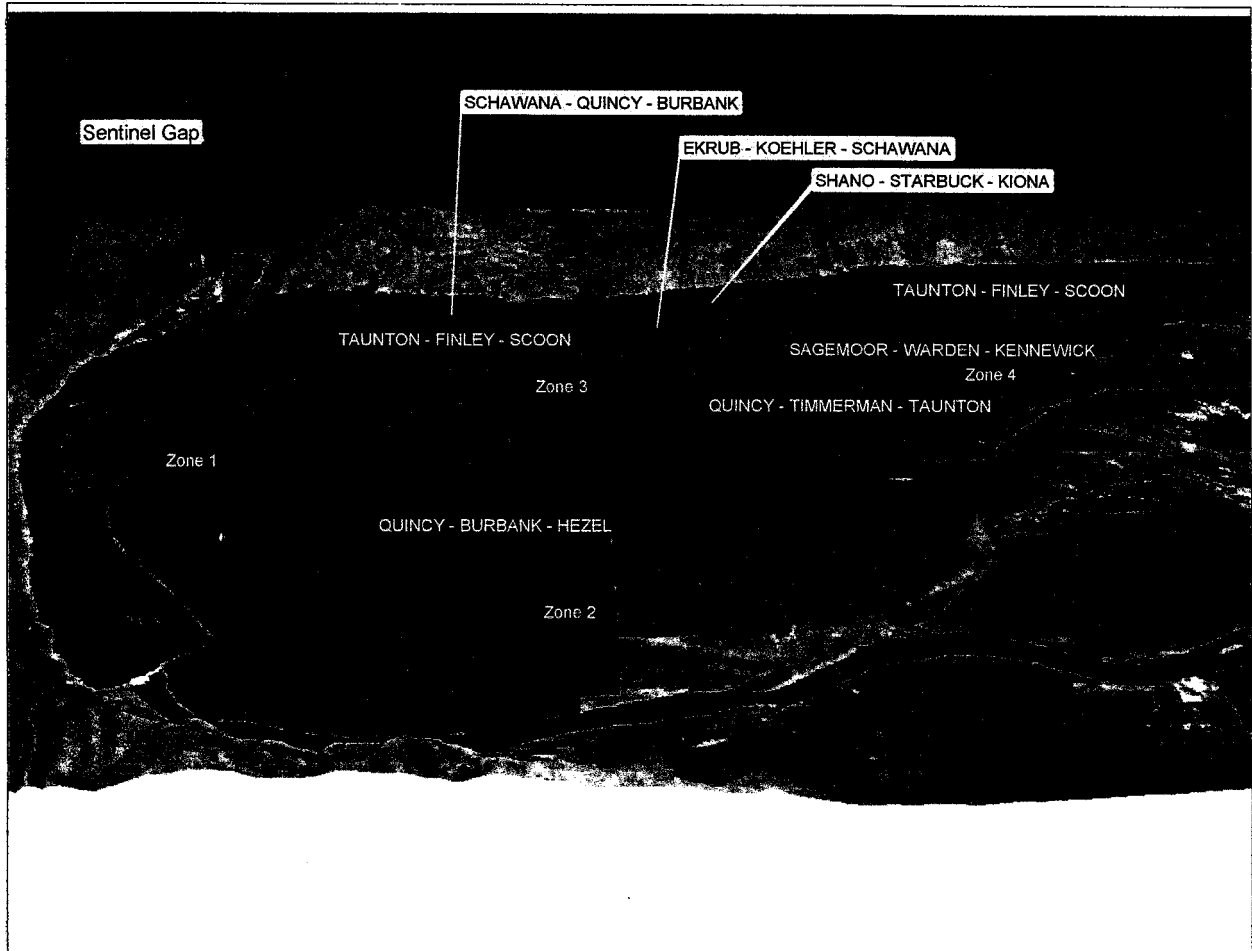 SCHAWANA - QUINCY - BURBANK
Sentinel Gap
EKRUB - KOEHLER - SCHAWANA
SHANO - STARBUCK - KIONA
TAUNTON - FINLEY - SCOON
TAUNTON - FINLEY - SCOON
SAGEMOOR - WARDEN - KENNEWICK
Zone 4
Zone 3
QUINCY - TIMMERMAN - TAUNTON
Zone 1
QUINCY - BURBANK - HEZEL
Zone 2